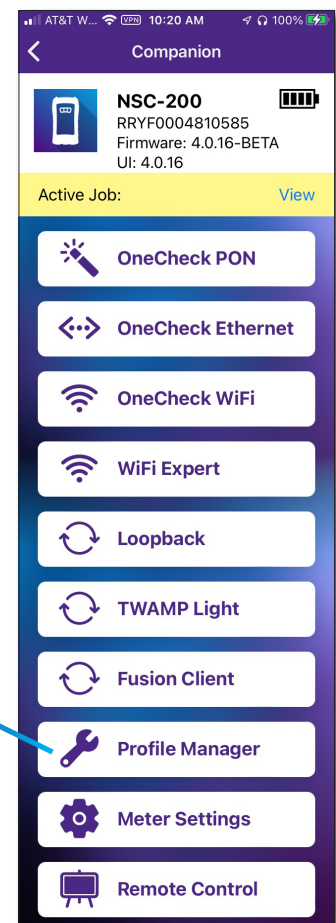 AT&T W... VPN 10:20 AM 100%
Companion
NSC-200
RRYF0004810585
Firmware: 4.0.16-BETA
UI: 4.0.16
Active Job: View
OneCheck PON
OneCheck Ethernet
OneCheck WiFi
WiFi Expert
Loopback
TWAMP Light
Fusion Client
Profile Manager
Meter Settings
Remote Control